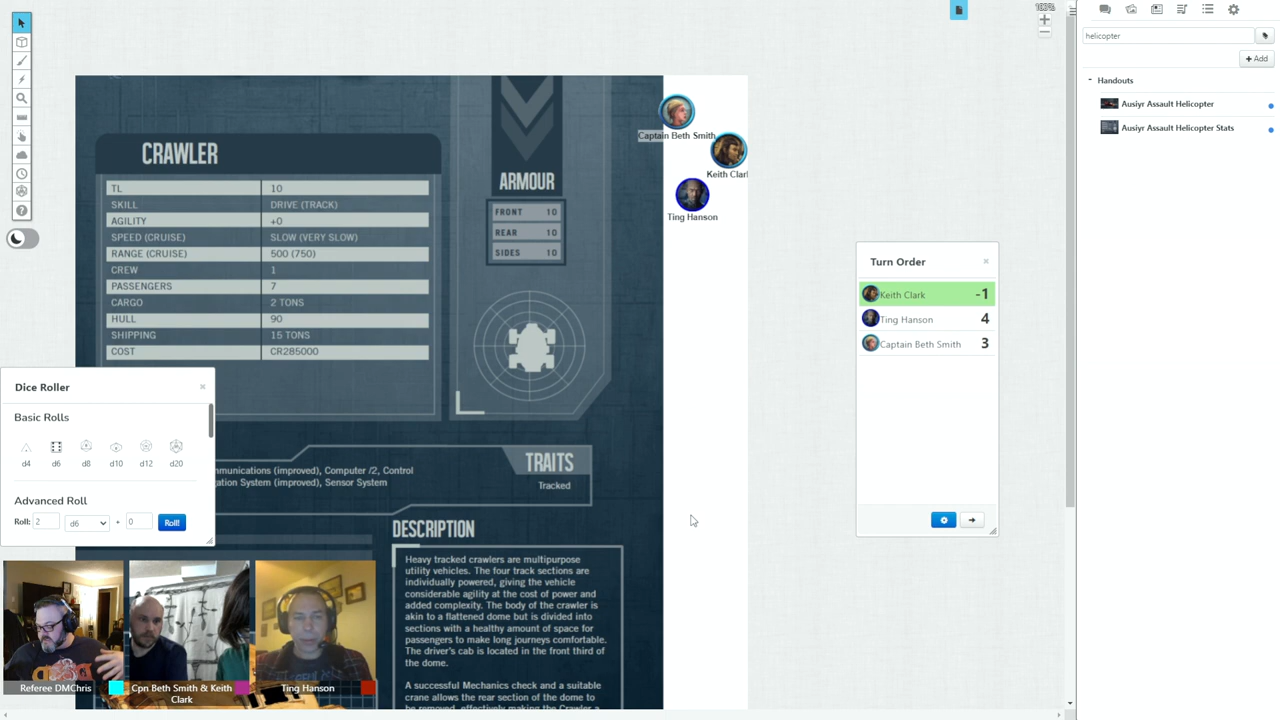 100%
helicopter
+ Add
Handouts
Ausiyr Assault Helicopter
Ausiyr Assault Helicopter Stats
CRAWLER
TL 10
SKILL DRIVE (TRACK)
AGILITY +0
SPEED (CRUISE) SLOW (VERY SLOW)
RANGE (CRUISE) 500 (750)
CREW 1
PASSENGERS 7
CARGO 2 TONS
HULL 90
SHIPPING 15 TONS
COST CR285000
ARMOUR
FRONT 10
REAR 10
SIDES 10
Captain Beth Smith
Keith Clark
Ting Hanson
Turn Order
Keith Clark -1
Ting Hanson 4
Captain Beth Smith 3
Dice Roller
Basic Rolls
d4 d6 d8 d10 d12 d20
Advanced Roll
Roll: 2 d6 + 0 Roll!
mmunications (improved), Computer /2, Control
gation System (improved), Sensor System
TRAITS
Tracked
DESCRIPTION
Heavy tracked crawlers are multipurpose
utility vehicles. The four track sections are
individually powered, giving the vehicle
considerable agility at the cost of power and
added complexity. The body of the crawler is
akin to a flattened dome but is divided into
sections with a healthy amount of space for
passengers to make long journeys comfortable.
The driver's cab is located in the front third of
the dome.
A successful Mechanics check and a suitable
crane allows the rear section of the dome to
be removed, effectively making the Crawler a
Referee DMChris
Cpn Beth Smith & Keith
Clark
Ting Hanson